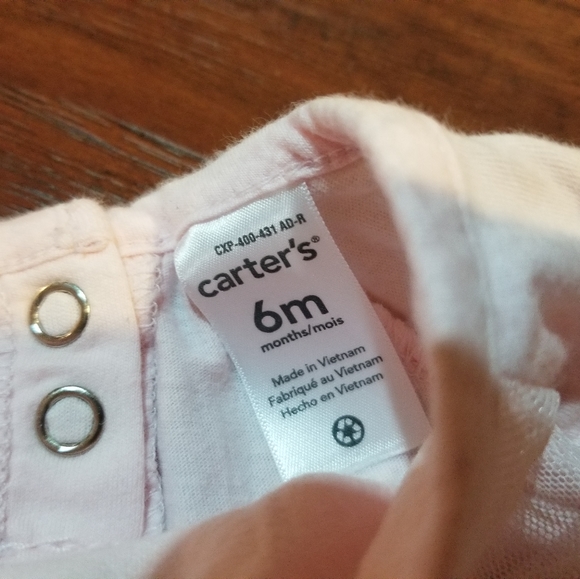 CXP-400-431 AD-R
carter's®
6m
months/mois
Made in Vietnam
Fabriqué au Vietnam
Hecho en Vietnam